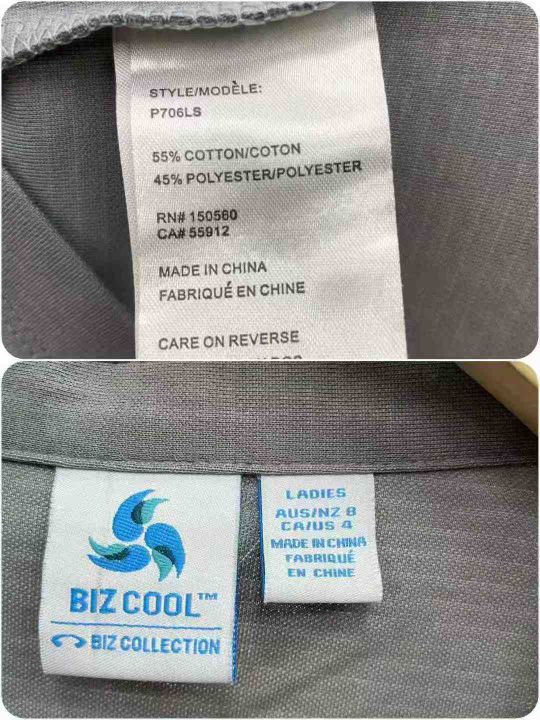 STYLE/MODÈLE:
P706LS
55% COTTON/COTON
45% POLYESTER/POLYESTER
RN# 150560
CA# 55912
MADE IN CHINA
FABRIQUÉ EN CHINE
CARE ON REVERSE
BIZ COOL™
BIZ COLLECTION
LADIES
AUS/NZ 8
CA/US 4
MADE IN CHINA
FABRIQUÉ
EN CHINE